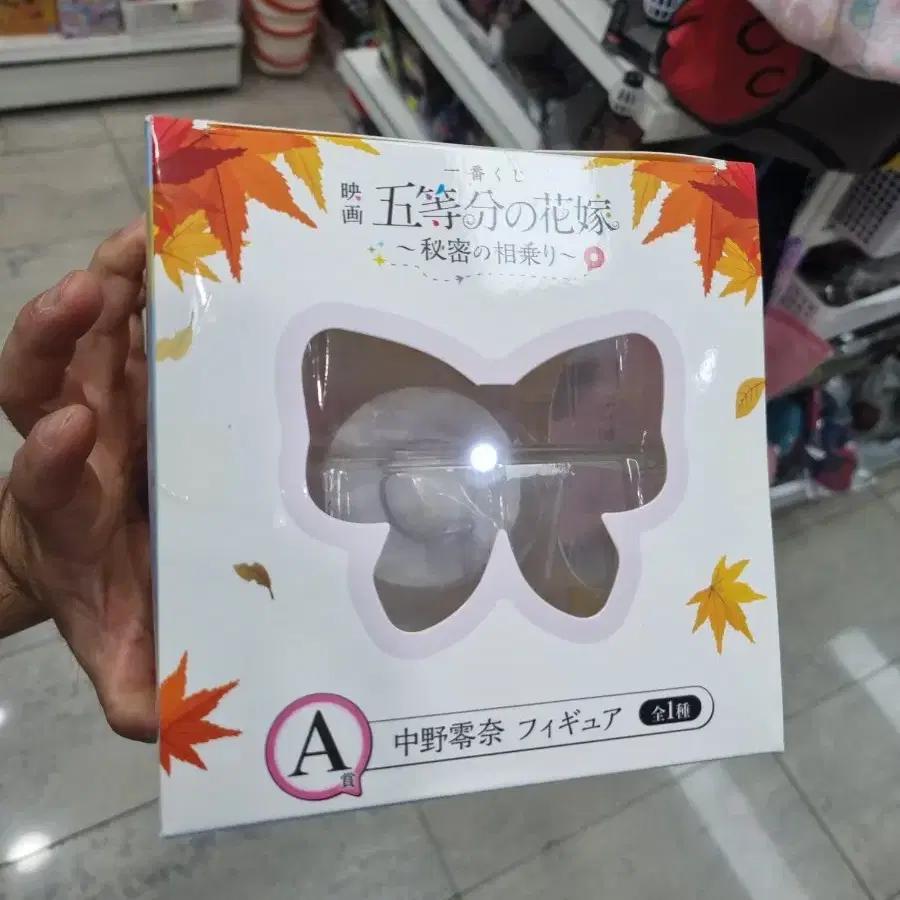 一番くじ
映画 五等分の花嫁
～秘密の相乗り～
A賞 中野零奈 フィギュア 全1種